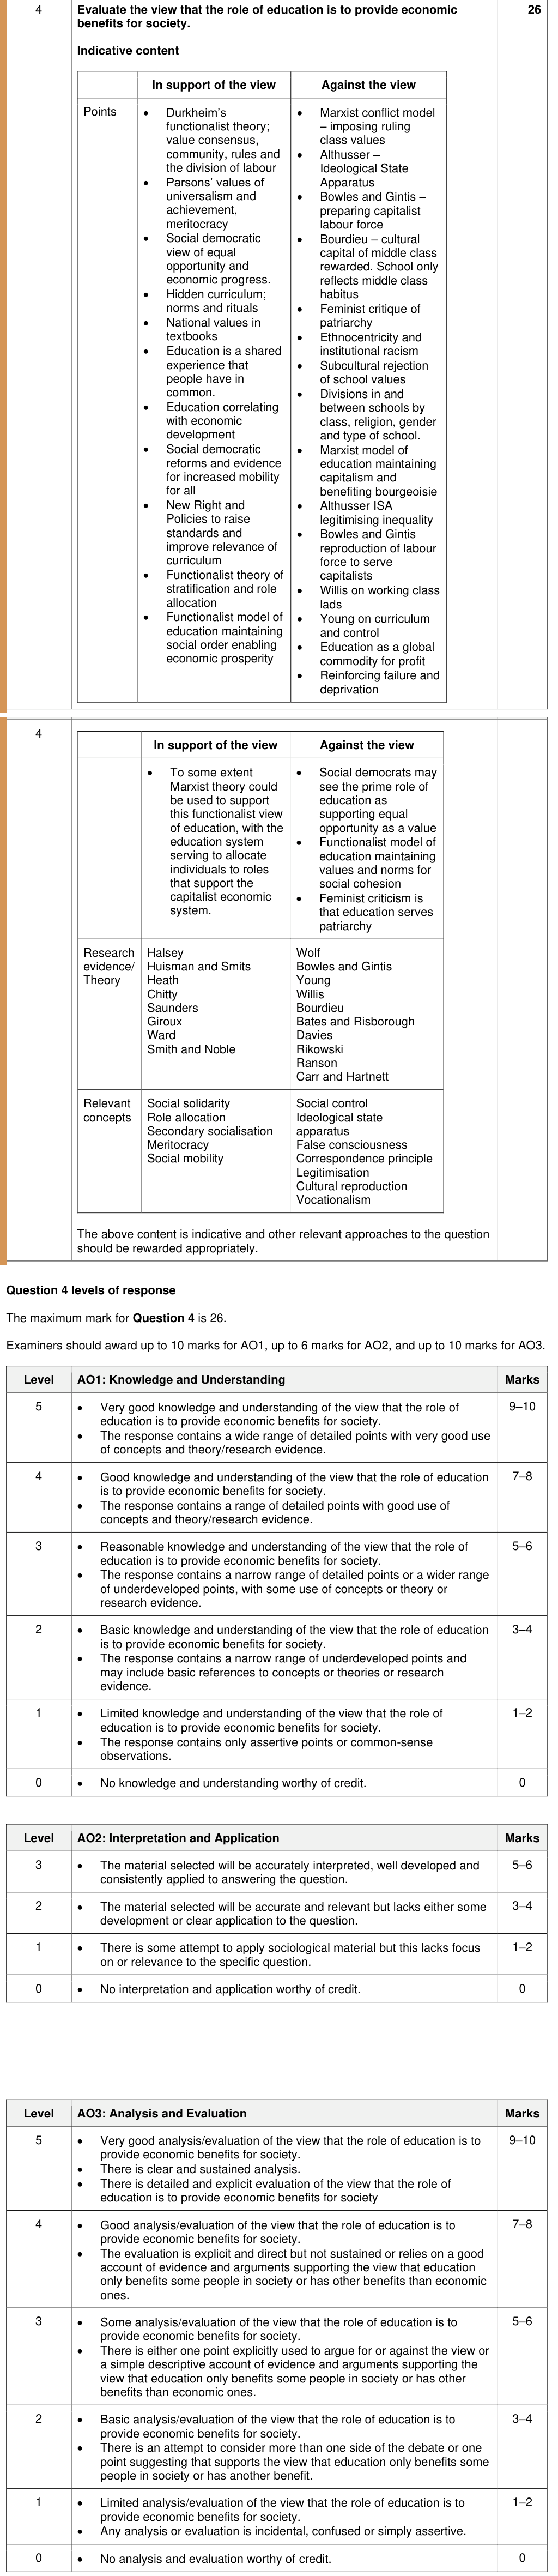 4
Evaluate the view that the role of education is to provide economic
benefits for society.
26
Indicative content
In support of the view
Against the view
Points
• Durkheim's
functionalist theory;
value consensus,
community, rules and
the division of labour
• Parsons' values of
universalism and
achievement,
meritocracy
• Social democratic
view of equal
opportunity and
economic progress.
• Hidden curriculum;
norms and rituals
• National values in
textbooks
• Education is a shared
experience that
people have in
common.
• Education correlating
with economic
development
• Social democratic
reforms and evidence
for increased mobility
for all
• New Right and
Policies to raise
standards and
improve relevance of
curriculum
• Functionalist theory of
stratification and role
allocation
• Functionalist model of
education maintaining
social order enabling
economic prosperity
• Marxist conflict model
– imposing ruling
class values
• Althusser –
Ideological State
Apparatus
• Bowles and Gintis –
preparing capitalist
labour force
• Bourdieu – cultural
capital of middle class
rewarded. School only
reflects middle class
habitus
• Feminist critique of
patriarchy
• Ethnocentricity and
institutional racism
• Subcultural rejection
of school values
• Divisions in and
between schools by
class, religion, gender
and type of school.
• Marxist model of
education maintaining
capitalism and
benefiting bourgeoisie
• Althusser ISA
legitimising inequality
• Bowles and Gintis
reproduction of labour
force to serve
capitalists
• Willis on working class
lads
• Young on curriculum
and control
• Education as a global
commodity for profit
• Reinforcing failure and
deprivation
4
In support of the view
Against the view
• To some extent
Marxist theory could
be used to support
this functionalist view
of education, with the
education system
serving to allocate
individuals to roles
that support the
capitalist economic
system.
• Social democrats may
see the prime role of
education as
supporting equal
opportunity as a value
• Functionalist model of
education maintaining
values and norms for
social cohesion
• Feminist criticism is
that education serves
patriarchy
Research
evidence/
Theory
Halsey
Huisman and Smits
Heath
Chitty
Saunders
Giroux
Ward
Smith and Noble
Wolf
Bowles and Gintis
Young
Willis
Bourdieu
Bates and Risborough
Davies
Rikowski
Ranson
Carr and Hartnett
Relevant
concepts
Social solidarity
Role allocation
Secondary socialisation
Meritocracy
Social mobility
Social control
Ideological state
apparatus
False consciousness
Correspondence principle
Legitimisation
Cultural reproduction
Vocationalism
The above content is indicative and other relevant approaches to the question
should be rewarded appropriately.
Question 4 levels of response
The maximum mark for Question 4 is 26.
Examiners should award up to 10 marks for AO1, up to 6 marks for AO2, and up to 10 marks for AO3.
Level
AO1: Knowledge and Understanding
Marks
5
• Very good knowledge and understanding of the view that the role of
education is to provide economic benefits for society.
• The response contains a wide range of detailed points with very good use
of concepts and theory/research evidence.
9–10
4
• Good knowledge and understanding of the view that the role of education
is to provide economic benefits for society.
• The response contains a range of detailed points with good use of
concepts and theory/research evidence.
7–8
3
• Reasonable knowledge and understanding of the view that the role of
education is to provide economic benefits for society.
• The response contains a narrow range of detailed points or a wider range
of underdeveloped points, with some use of concepts or theory or
research evidence.
5–6
2
• Basic knowledge and understanding of the view that the role of education
is to provide economic benefits for society.
• The response contains a narrow range of underdeveloped points and
may include basic references to concepts or theories or research
evidence.
3–4
1
• Limited knowledge and understanding of the view that the role of
education is to provide economic benefits for society.
• The response contains only assertive points or common-sense
observations.
1–2
0
• No knowledge and understanding worthy of credit.
0
Level
AO2: Interpretation and Application
Marks
3
• The material selected will be accurately interpreted, well developed and
consistently applied to answering the question.
5–6
2
• The material selected will be accurate and relevant but lacks either some
development or clear application to the question.
3–4
1
• There is some attempt to apply sociological material but this lacks focus
on or relevance to the specific question.
1–2
0
• No interpretation and application worthy of credit.
0
Level
AO3: Analysis and Evaluation
Marks
5
• Very good analysis/evaluation of the view that the role of education is to
provide economic benefits for society.
• There is clear and sustained analysis.
• There is detailed and explicit evaluation of the view that the role of
education is to provide economic benefits for society
9–10
4
• Good analysis/evaluation of the view that the role of education is to
provide economic benefits for society.
• The evaluation is explicit and direct but not sustained or relies on a good
account of evidence and arguments supporting the view that education
only benefits some people in society or has other benefits than economic
ones.
7–8
3
• Some analysis/evaluation of the view that the role of education is to
provide economic benefits for society.
• There is either one point explicitly used to argue for or against the view or
a simple descriptive account of evidence and arguments supporting the
view that education only benefits some people in society or has other
benefits than economic ones.
5–6
2
• Basic analysis/evaluation of the view that the role of education is to
provide economic benefits for society.
• There is an attempt to consider more than one side of the debate or one
point suggesting that supports the view that education only benefits some
people in society or has another benefit.
3–4
1
• Limited analysis/evaluation of the view that the role of education is to
provide economic benefits for society.
• Any analysis or evaluation is incidental, confused or simply assertive.
1–2
0
• No analysis and evaluation worthy of credit.
0